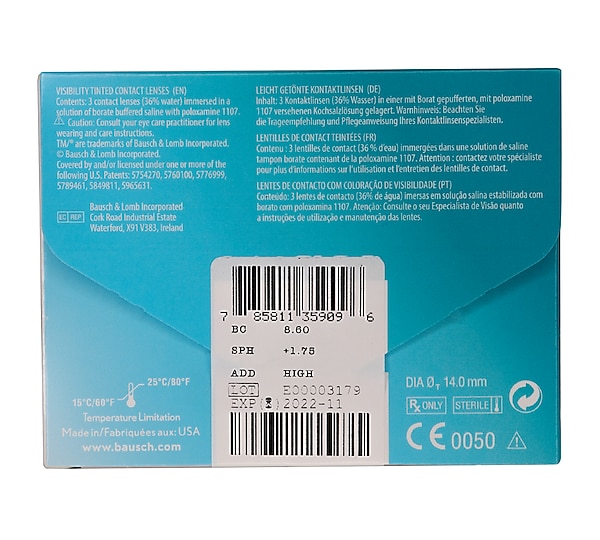 VISIBILITY TINTED CONTACT LENSES (EN)
Contents: 3 contact lenses (36% water) immersed in a
solution of borate buffered saline with poloxamine 1107.
Caution: Consult your eye care practitioner for lens
wearing and care instructions.
TM/® are trademarks of Bausch & Lomb Incorporated.
© Bausch & Lomb Incorporated.
Covered by and/or licensed under one or more of the
following U.S. Patents: 5754270, 5760100, 5776999,
5789461, 5849811, 5965631.
EC REP
Bausch & Lomb Incorporated
Cork Road Industrial Estate
Waterford, X91 V383, Ireland
LEICHT GETÖNTE KONTAKTLINSEN (DE)
Inhalt: 3 Kontaktlinsen (36% Wasser) in einer mit Borat gepufferten, mit poloxamine
1107 versehenen Kochsalzlösung gelagert. Warnhinweis: Beachten Sie
die Trageempfehlung und Pflegeanweisung Ihres Kontaktlinsenspezialisten.
LENTILLES DE CONTACT TEINTÉES (FR)
Contenu : 3 lentilles de contact (36 % d'eau) immergées dans une solution de saline
tampon borate contenant de la poloxamine 1107. Attention : contactez votre spécialiste
pour plus d'informations sur l'utilisation et l'entretien des lentilles de contact.
LENTES DE CONTACTO COM COLORAÇÃO DE VISIBILIDADE (PT)
Conteúdo: 3 lentes de contacto (36% de água) imersas em solução salina estabilizada com
borato com poloxamine 1107. Atenção: Consulte o seu Especialista de Visão quanto
a instruções de utilização e manutenção das lentes.
7 85811 35909 6
BC 8.60
SPH +1.75
ADD HIGH
LOT E00003179
EXP 2022-11
25°C/80°F
15°C/60°F
Temperature Limitation
Made in/Fabriquées aux: USA
www.bausch.com
DIA ØT 14.0 mm
Rx ONLY STERILE
CE 0050